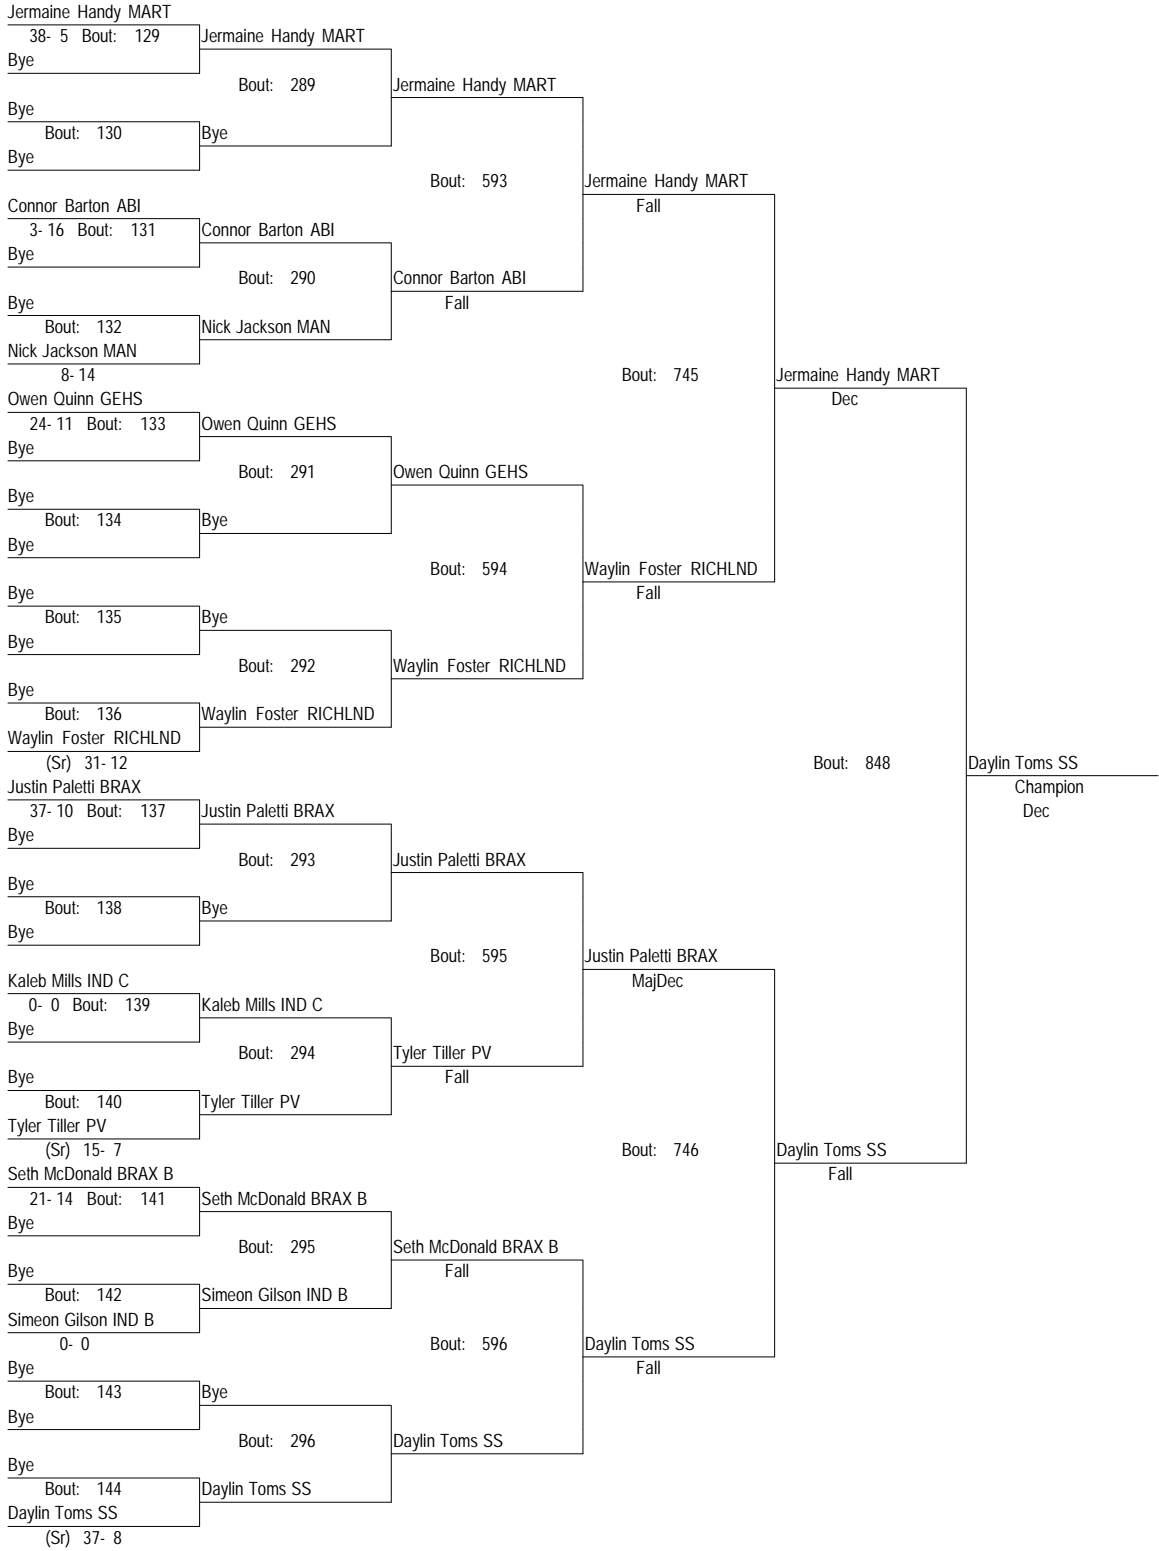 Jermaine Handy MART
38- 5 Bout: 129 Jermaine Handy MART
Bye
Bout: 289 Jermaine Handy MART
Bye
Bout: 130 Bye
Bye
Bout: 593 Jermaine Handy MART
Connor Barton ABI Fall
3- 16 Bout: 131 Connor Barton ABI
Bye
Bout: 290 Connor Barton ABI
Bye Fall
Bout: 132 Nick Jackson MAN
Nick Jackson MAN
8- 14 Bout: 745 Jermaine Handy MART
Owen Quinn GEHS Dec
24- 11 Bout: 133 Owen Quinn GEHS
Bye
Bout: 291 Owen Quinn GEHS
Bye
Bout: 134 Bye
Bye
Bout: 594 Waylin Foster RICHLND
Bye Fall
Bout: 135 Bye
Bye
Bout: 292 Waylin Foster RICHLND
Bye
Bout: 136 Waylin Foster RICHLND
Waylin Foster RICHLND
(Sr) 31- 12 Bout: 848 Daylin Toms SS
Justin Paletti BRAX Champion
37- 10 Bout: 137 Justin Paletti BRAX Dec
Bye
Bout: 293 Justin Paletti BRAX
Bye
Bout: 138 Bye
Bye
Bout: 595 Justin Paletti BRAX
Kaleb Mills IND C MajDec
0- 0 Bout: 139 Kaleb Mills IND C
Bye
Bout: 294 Tyler Tiller PV
Bye Fall
Bout: 140 Tyler Tiller PV
Tyler Tiller PV
(Sr) 15- 7 Bout: 746 Daylin Toms SS
Seth McDonald BRAX B Fall
21- 14 Bout: 141 Seth McDonald BRAX B
Bye
Bout: 295 Seth McDonald BRAX B
Bye Fall
Bout: 142 Simeon Gilson IND B
Simeon Gilson IND B
0- 0 Bout: 596 Daylin Toms SS
Bye Fall
Bout: 143 Bye
Bye
Bout: 296 Daylin Toms SS
Bye
Bout: 144 Daylin Toms SS
Daylin Toms SS
(Sr) 37- 8